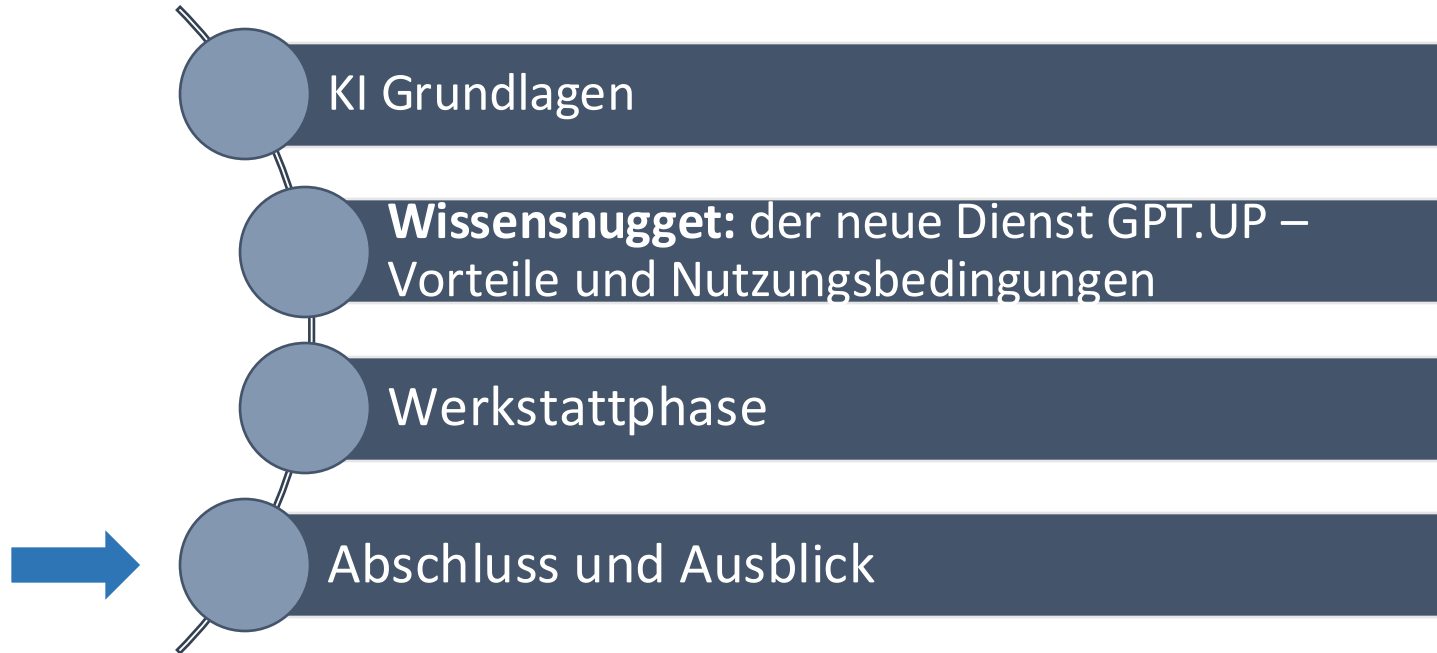 KI Grundlagen
Wissensnugget: der neue Dienst GPT.UP –
Vorteile und Nutzungsbedingungen
Werkstattphase
Abschluss und Ausblick